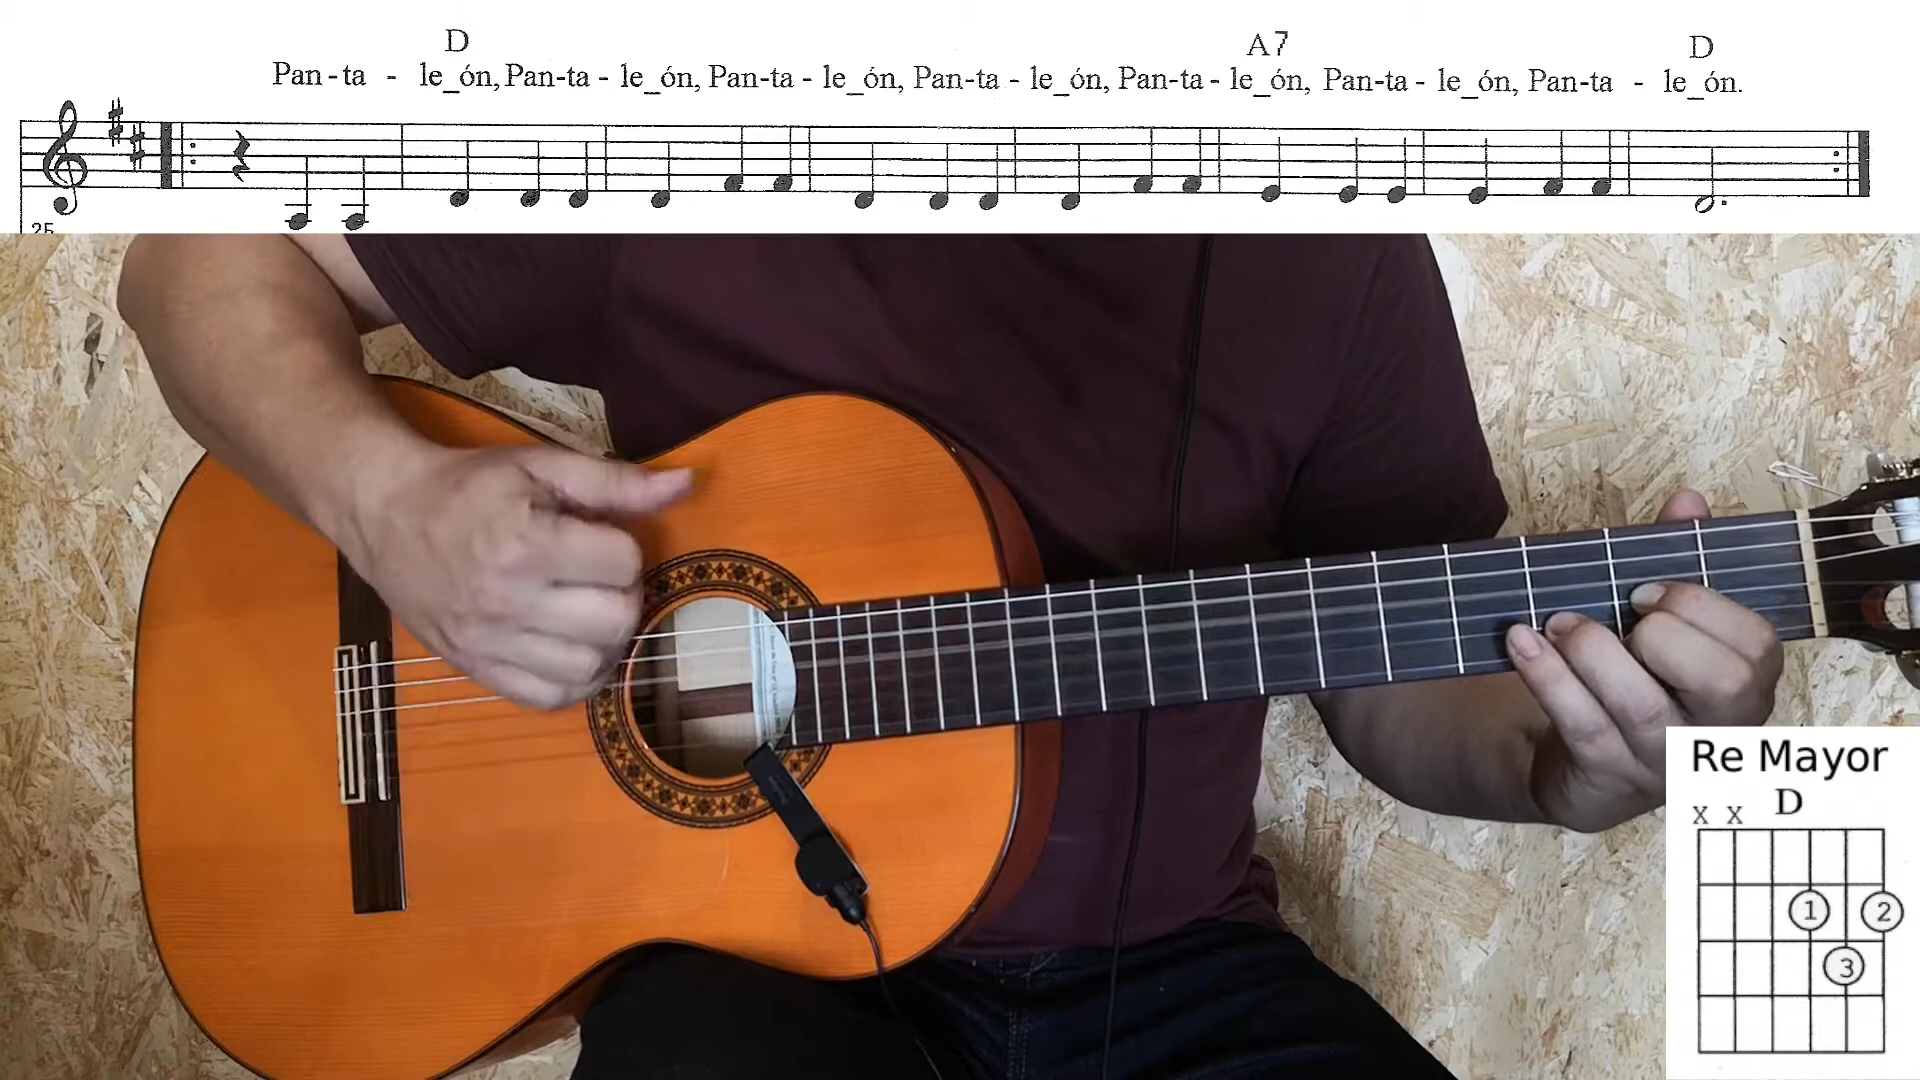 D A7 D
Pan-ta - le_ón, Pan-ta - le_ón, Pan-ta - le_ón, Pan-ta - le_ón, Pan-ta - le_ón, Pan-ta - le_ón, Pan-ta - le_ón.
25
Re Mayor
D
x x
1 2
3